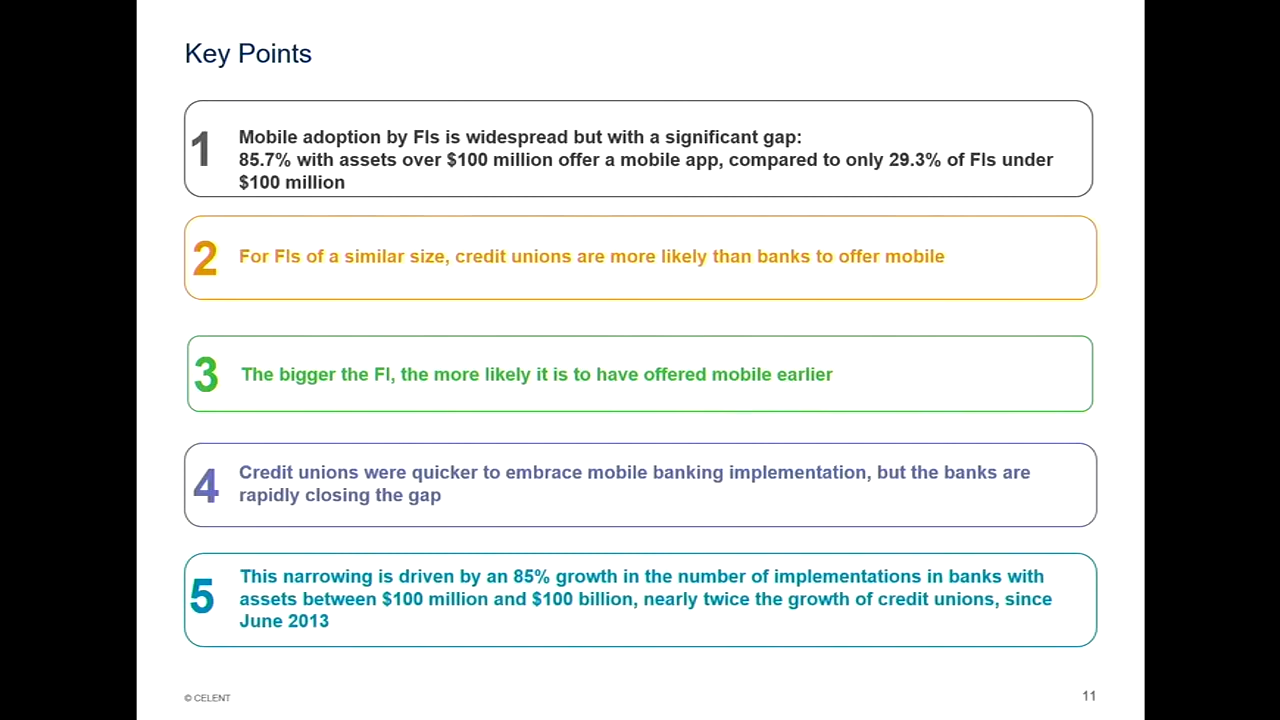 Key Points
1
Mobile adoption by FIs is widespread but with a significant gap:
85.7% with assets over $100 million offer a mobile app, compared to only 29.3% of FIs under
$100 million
2
For FIs of a similar size, credit unions are more likely than banks to offer mobile
3
The bigger the FI, the more likely it is to have offered mobile earlier
4
Credit unions were quicker to embrace mobile banking implementation, but the banks are
rapidly closing the gap
5
This narrowing is driven by an 85% growth in the number of implementations in banks with
assets between $100 million and $100 billion, nearly twice the growth of credit unions, since
June 2013
© CELENT
11